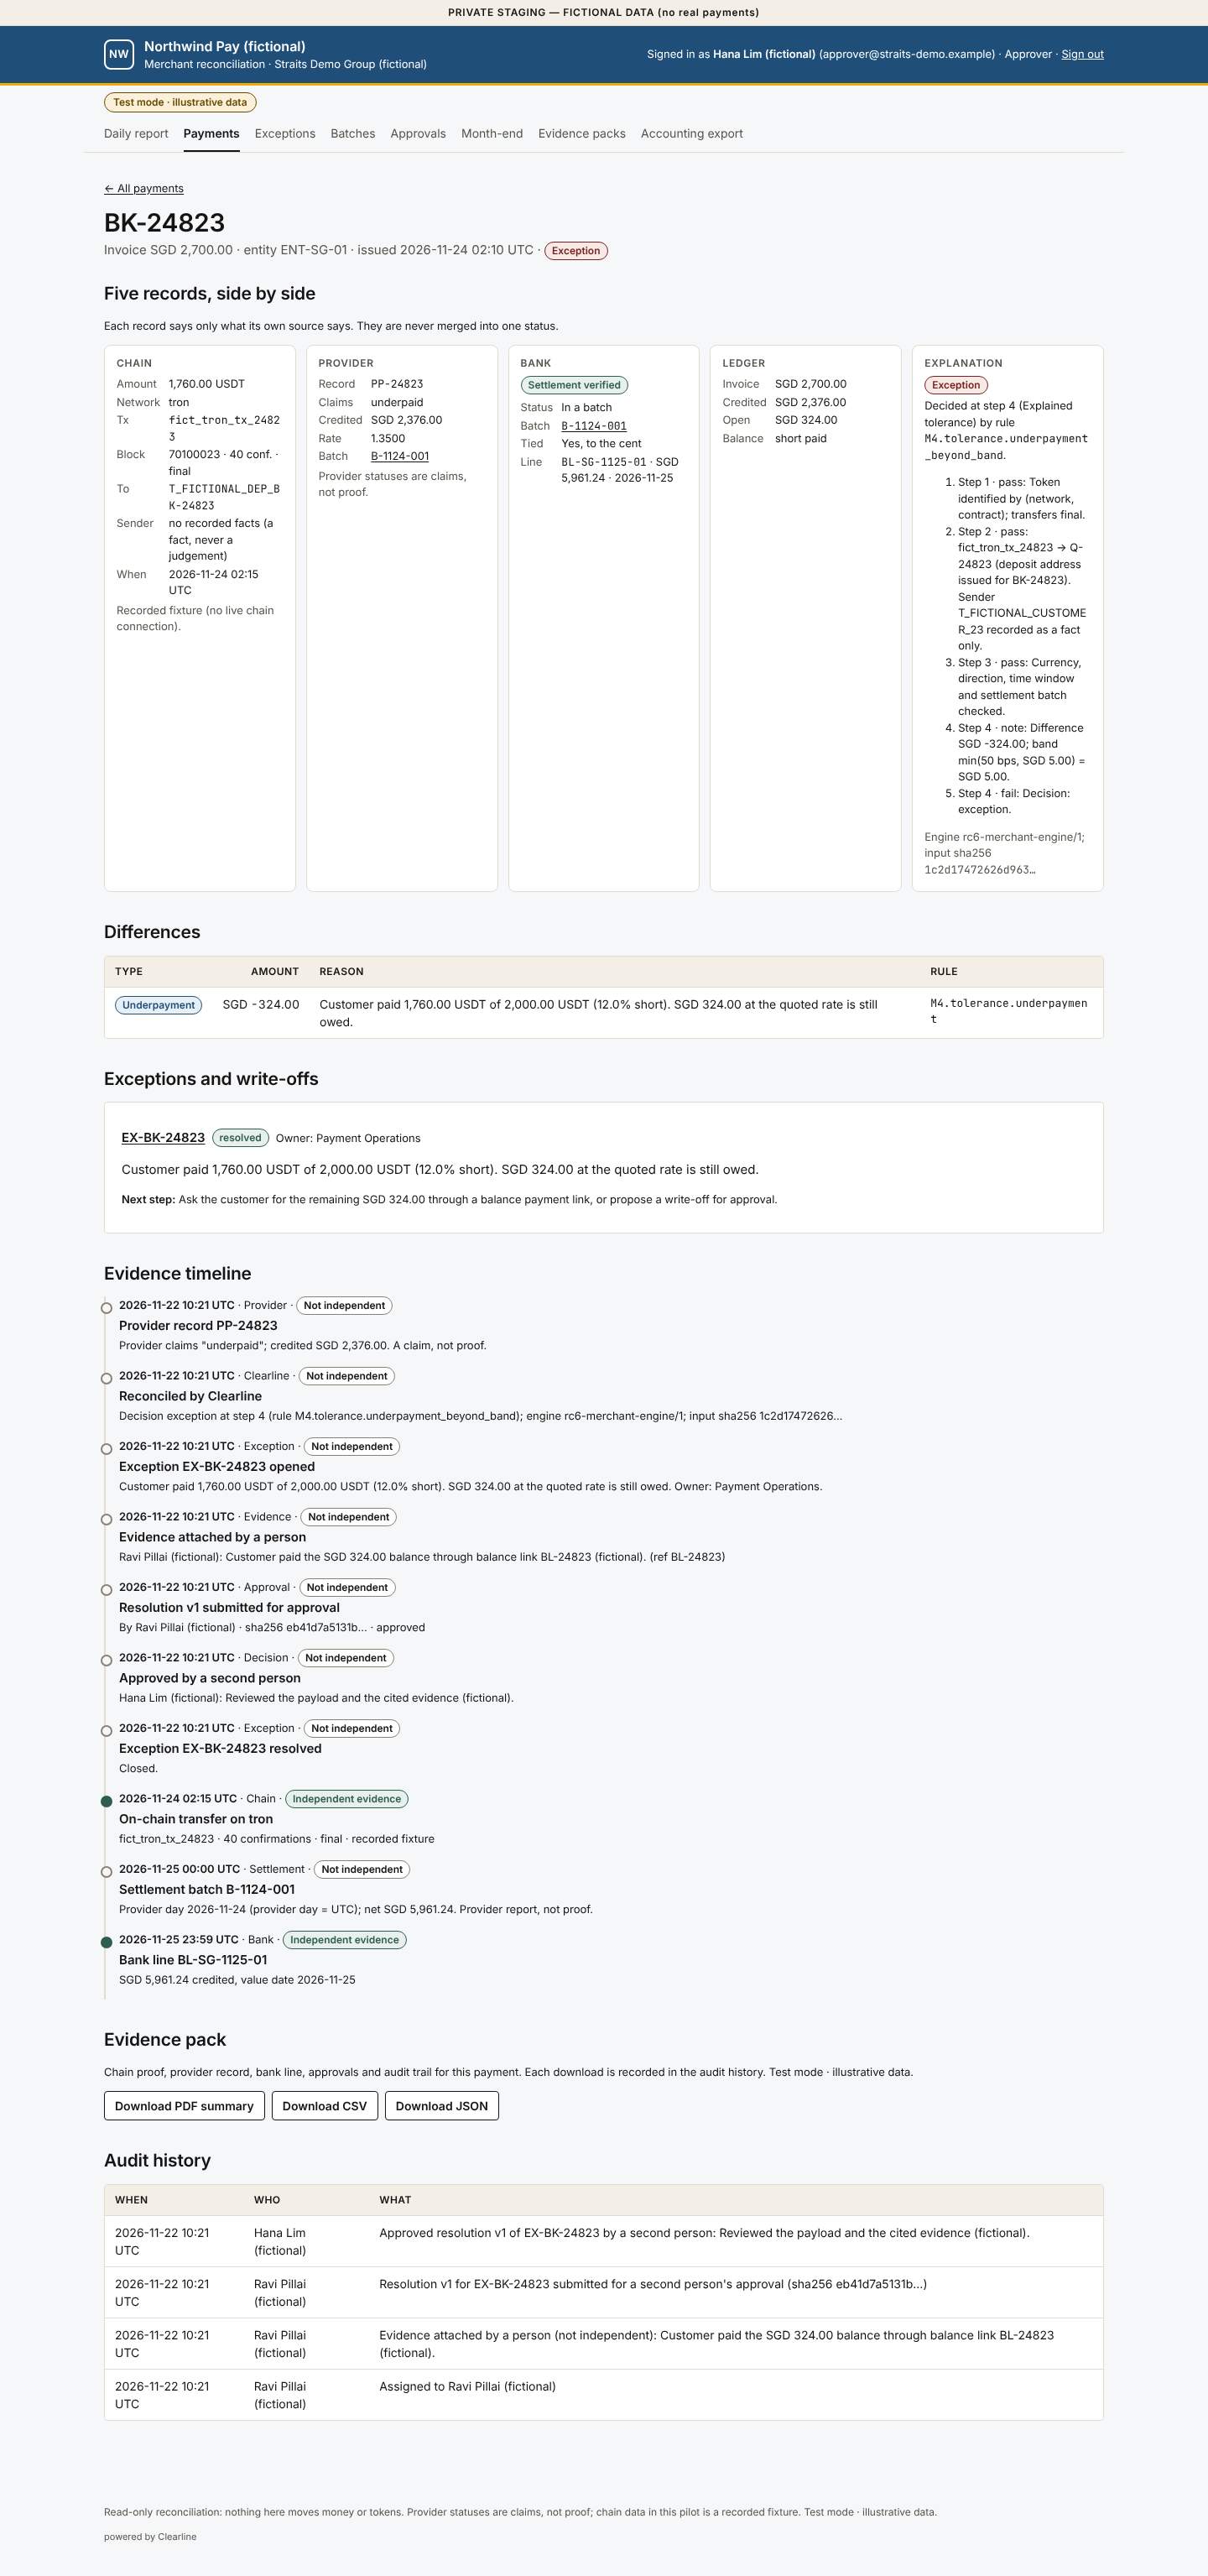 PRIVATE STAGING — FICTIONAL DATA (no real payments)
NW
Northwind Pay (fictional)
Merchant reconciliation · Straits Demo Group (fictional)
Signed in as Hana Lim (fictional) (approver@straits-demo.example) · Approver · Sign out
Test mode · illustrative data
Daily report Payments Exceptions Batches Approvals Month-end Evidence packs Accounting export
← All payments
BK-24823
Invoice SGD 2,700.00 · entity ENT-SG-01 · issued 2026-11-24 02:10 UTC · Exception
Five records, side by side
Each record says only what its own source says. They are never merged into one status.
CHAIN
Amount 1,760.00 USDT
Network tron
Tx fict_tron_tx_2482
3
Block 70100023 · 40 conf. ·
final
To T_FICTIONAL_DEP_B
K-24823
Sender no recorded facts (a
fact, never a
judgement)
When 2026-11-24 02:15
UTC
Recorded fixture (no live chain
connection).
PROVIDER
Record PP-24823
Claims underpaid
Credited SGD 2,376.00
Rate 1.3500
Batch B-1124-001
Provider statuses are claims,
not proof.
BANK
Settlement verified
Status In a batch
Batch B-1124-001
Tied Yes, to the cent
Line BL-SG-1125-01 · SGD
5,961.24 · 2026-11-25
LEDGER
Invoice SGD 2,700.00
Credited SGD 2,376.00
Open SGD 324.00
Balance short paid
EXPLANATION
Exception
Decided at step 4 (Explained
tolerance) by rule
M4.tolerance.underpayment
_beyond_band.
1. Step 1 · pass: Token
identified by (network,
contract); transfers final.
2. Step 2 · pass:
fict_tron_tx_24823 → Q-
24823 (deposit address
issued for BK-24823).
Sender
T_FICTIONAL_CUSTOME
R_23 recorded as a fact
only.
3. Step 3 · pass: Currency,
direction, time window
and settlement batch
checked.
4. Step 4 · note: Difference
SGD -324.00; band
min(50 bps, SGD 5.00) =
SGD 5.00.
5. Step 4 · fail: Decision:
exception.
Engine rc6-merchant-engine/1;
input sha256
1c2d17472626d963…
Differences
TYPE AMOUNT REASON RULE
Underpayment SGD -324.00 Customer paid 1,760.00 USDT of 2,000.00 USDT (12.0% short). SGD 324.00 at the quoted rate is still
owed.
M4.tolerance.underpaymen
t
Exceptions and write-offs
EX-BK-24823 resolved Owner: Payment Operations
Customer paid 1,760.00 USDT of 2,000.00 USDT (12.0% short). SGD 324.00 at the quoted rate is still owed.
Next step: Ask the customer for the remaining SGD 324.00 through a balance payment link, or propose a write-off for approval.
Evidence timeline
2026-11-22 10:21 UTC · Provider · Not independent
Provider record PP-24823
Provider claims "underpaid"; credited SGD 2,376.00. A claim, not proof.
2026-11-22 10:21 UTC · Clearline · Not independent
Reconciled by Clearline
Decision exception at step 4 (rule M4.tolerance.underpayment_beyond_band); engine rc6-merchant-engine/1; input sha256 1c2d17472626…
2026-11-22 10:21 UTC · Exception · Not independent
Exception EX-BK-24823 opened
Customer paid 1,760.00 USDT of 2,000.00 USDT (12.0% short). SGD 324.00 at the quoted rate is still owed. Owner: Payment Operations.
2026-11-22 10:21 UTC · Evidence · Not independent
Evidence attached by a person
Ravi Pillai (fictional): Customer paid the SGD 324.00 balance through balance link BL-24823 (fictional). (ref BL-24823)
2026-11-22 10:21 UTC · Approval · Not independent
Resolution v1 submitted for approval
By Ravi Pillai (fictional) · sha256 eb41d7a5131b… · approved
2026-11-22 10:21 UTC · Decision · Not independent
Approved by a second person
Hana Lim (fictional): Reviewed the payload and the cited evidence (fictional).
2026-11-22 10:21 UTC · Exception · Not independent
Exception EX-BK-24823 resolved
Closed.
2026-11-24 02:15 UTC · Chain · Independent evidence
On-chain transfer on tron
fict_tron_tx_24823 · 40 confirmations · final · recorded fixture
2026-11-25 00:00 UTC · Settlement · Not independent
Settlement batch B-1124-001
Provider day 2026-11-24 (provider day = UTC); net SGD 5,961.24. Provider report, not proof.
2026-11-25 23:59 UTC · Bank · Independent evidence
Bank line BL-SG-1125-01
SGD 5,961.24 credited, value date 2026-11-25
Evidence pack
Chain proof, provider record, bank line, approvals and audit trail for this payment. Each download is recorded in the audit history. Test mode · illustrative data.
Download PDF summary Download CSV Download JSON
Audit history
WHEN WHO WHAT
2026-11-22 10:21
UTC
Hana Lim
(fictional)
Approved resolution v1 of EX-BK-24823 by a second person: Reviewed the payload and the cited evidence (fictional).
2026-11-22 10:21
UTC
Ravi Pillai
(fictional)
Resolution v1 for EX-BK-24823 submitted for a second person's approval (sha256 eb41d7a5131b…)
2026-11-22 10:21
UTC
Ravi Pillai
(fictional)
Evidence attached by a person (not independent): Customer paid the SGD 324.00 balance through balance link BL-24823
(fictional).
2026-11-22 10:21
UTC
Ravi Pillai
(fictional)
Assigned to Ravi Pillai (fictional)
Read-only reconciliation: nothing here moves money or tokens. Provider statuses are claims, not proof; chain data in this pilot is a recorded fixture. Test mode · illustrative data.
powered by Clearline